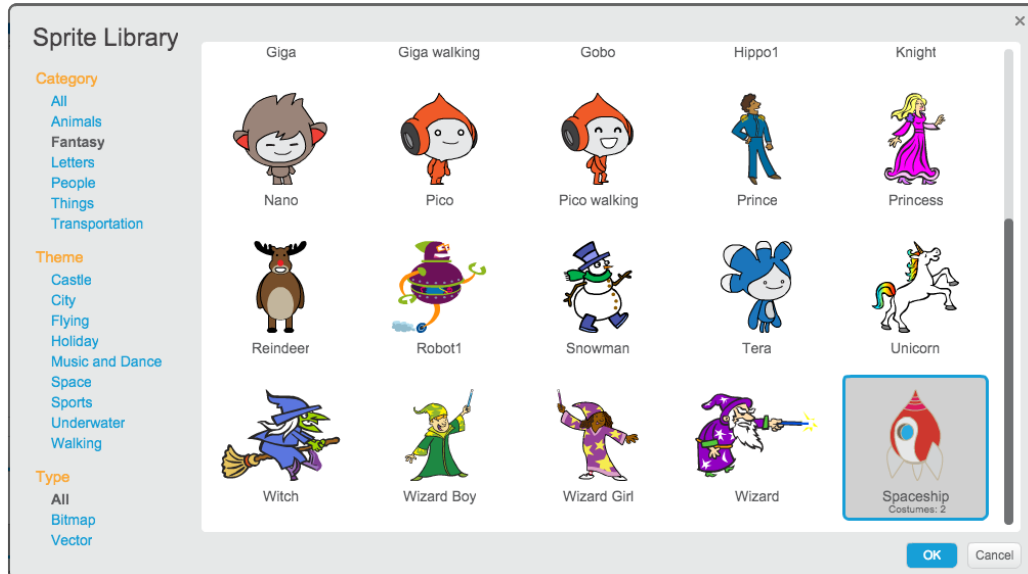 Sprite Library
×
Category
All
Animals
Fantasy
Letters
People
Things
Transportation
Theme
Castle
City
Flying
Holiday
Music and Dance
Space
Sports
Underwater
Walking
Type
All
Bitmap
Vector
Giga Giga walking Gobo Hippo1 Knight
Nano Pico Pico walking Prince Princess
Reindeer Robot1 Snowman Tera Unicorn
Witch Wizard Boy Wizard Girl Wizard Spaceship
Costumes: 2
OK Cancel